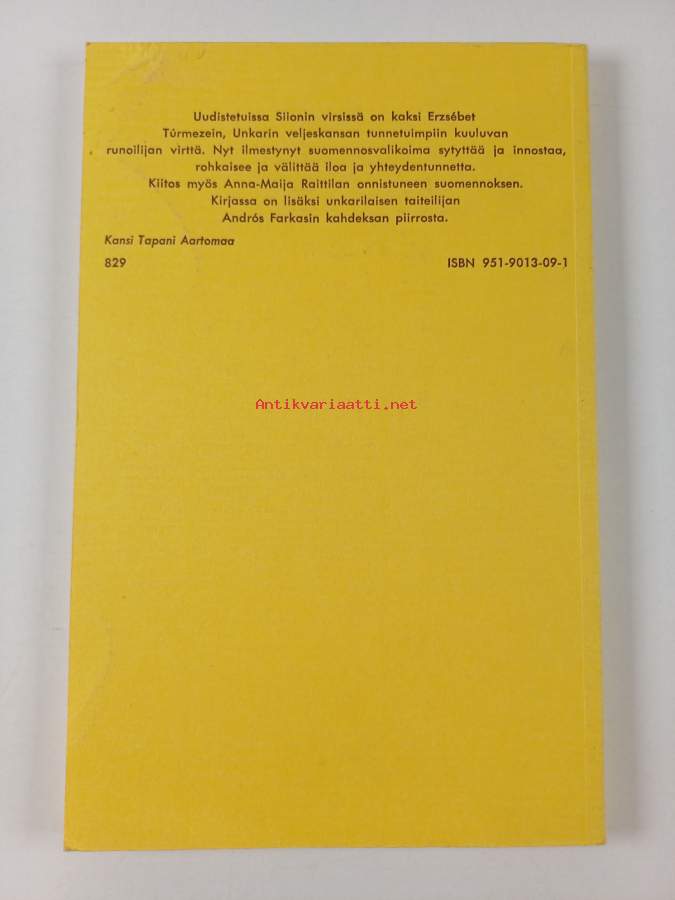 Uudistetuissa Siionin virsissä on kaksi Erzsébet
Túrmezein, Unkarin veljeskansan tunnetuimpiin kuuluvan
runoilijan virttä. Nyt ilmestynyt suomennosvalikoima sytyttää ja innostaa,
rohkaisee ja välittää iloa ja yhteydentunnetta.
Kiitos myös Anna-Maija Raittilan onnistuneen suomennoksen.
Kirjassa on lisäksi unkarilaisen taiteilijan
Andrós Farkasin kahdeksan piirrosta.
Kansi Tapani Aartomaa
829 ISBN 951-9013-09-1
Antikvariaatti.net